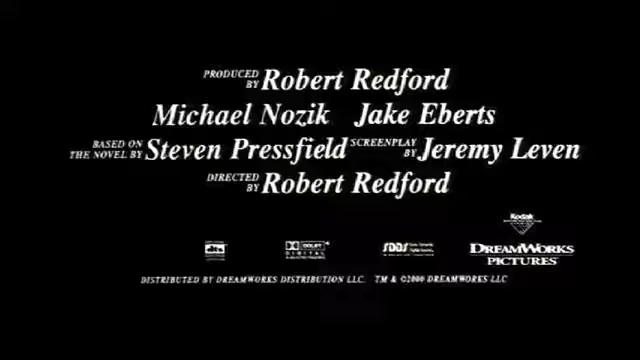 PRODUCED BY Robert Redford
Michael Nozik Jake Eberts
BASED ON THE NOVEL BY Steven Pressfield SCREENPLAY BY Jeremy Leven
DIRECTED BY Robert Redford
Kodak
dts DOLBY DIGITAL SDDS DREAMWORKS PICTURES
DISTRIBUTED BY DREAMWORKS DISTRIBUTION LLC. TM & ©2000 DREAMWORKS LLC